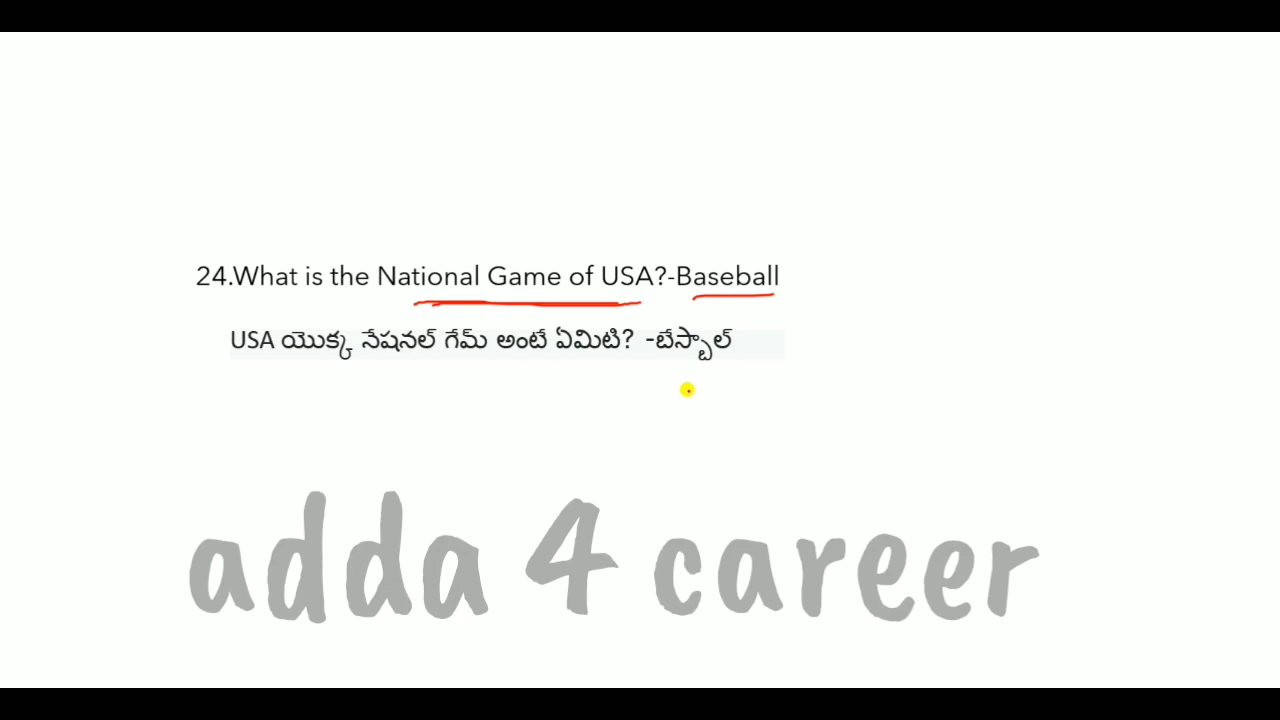 24.What is the National Game of USA?-Baseball
USA యొక్క నేషనల్ గేమ్ అంటే ఏమిటి? -బేస్బాల్
adda 4 career